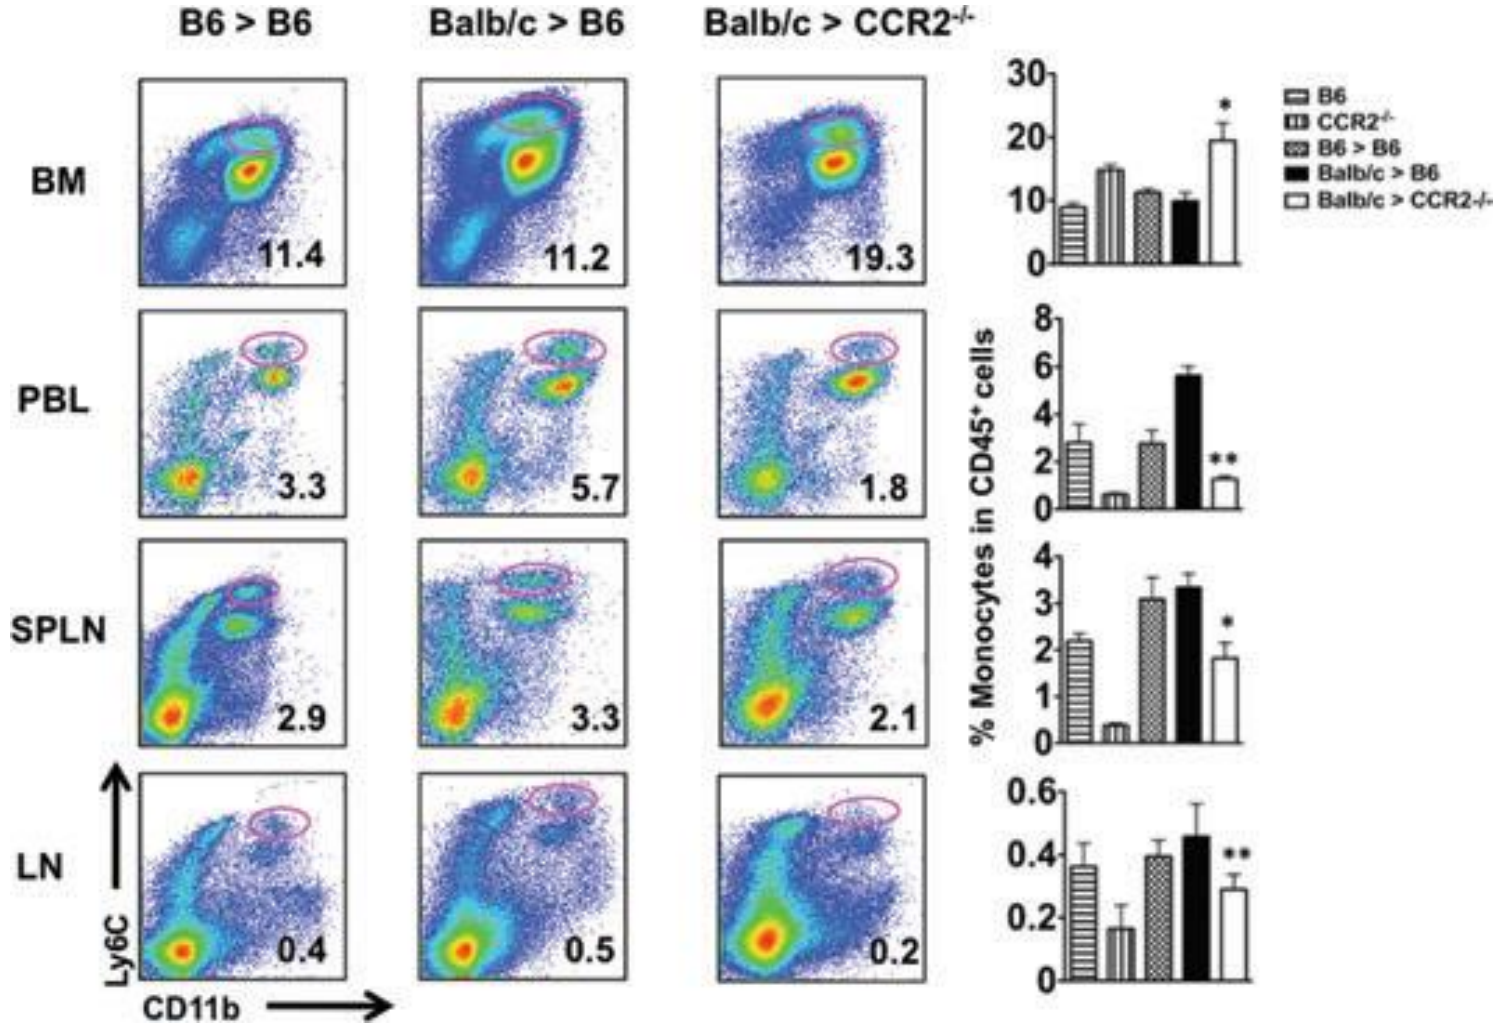 B6 > B6
Balb/c > B6
Balb/c > CCR2-/-
BM
11.4
11.2
19.3
30
20
10
0
*
B6
CCR2-/-
B6 > B6
Balb/c > B6
Balb/c > CCR2-/-
PBL
3.3
5.7
1.8
8
6
4
2
0
**
% Monocytes in CD45+ cells
SPLN
2.9
3.3
2.1
4
3
2
1
0
*
LN
0.4
0.5
0.2
0.6
0.4
0.2
0
**
Ly6C
CD11b